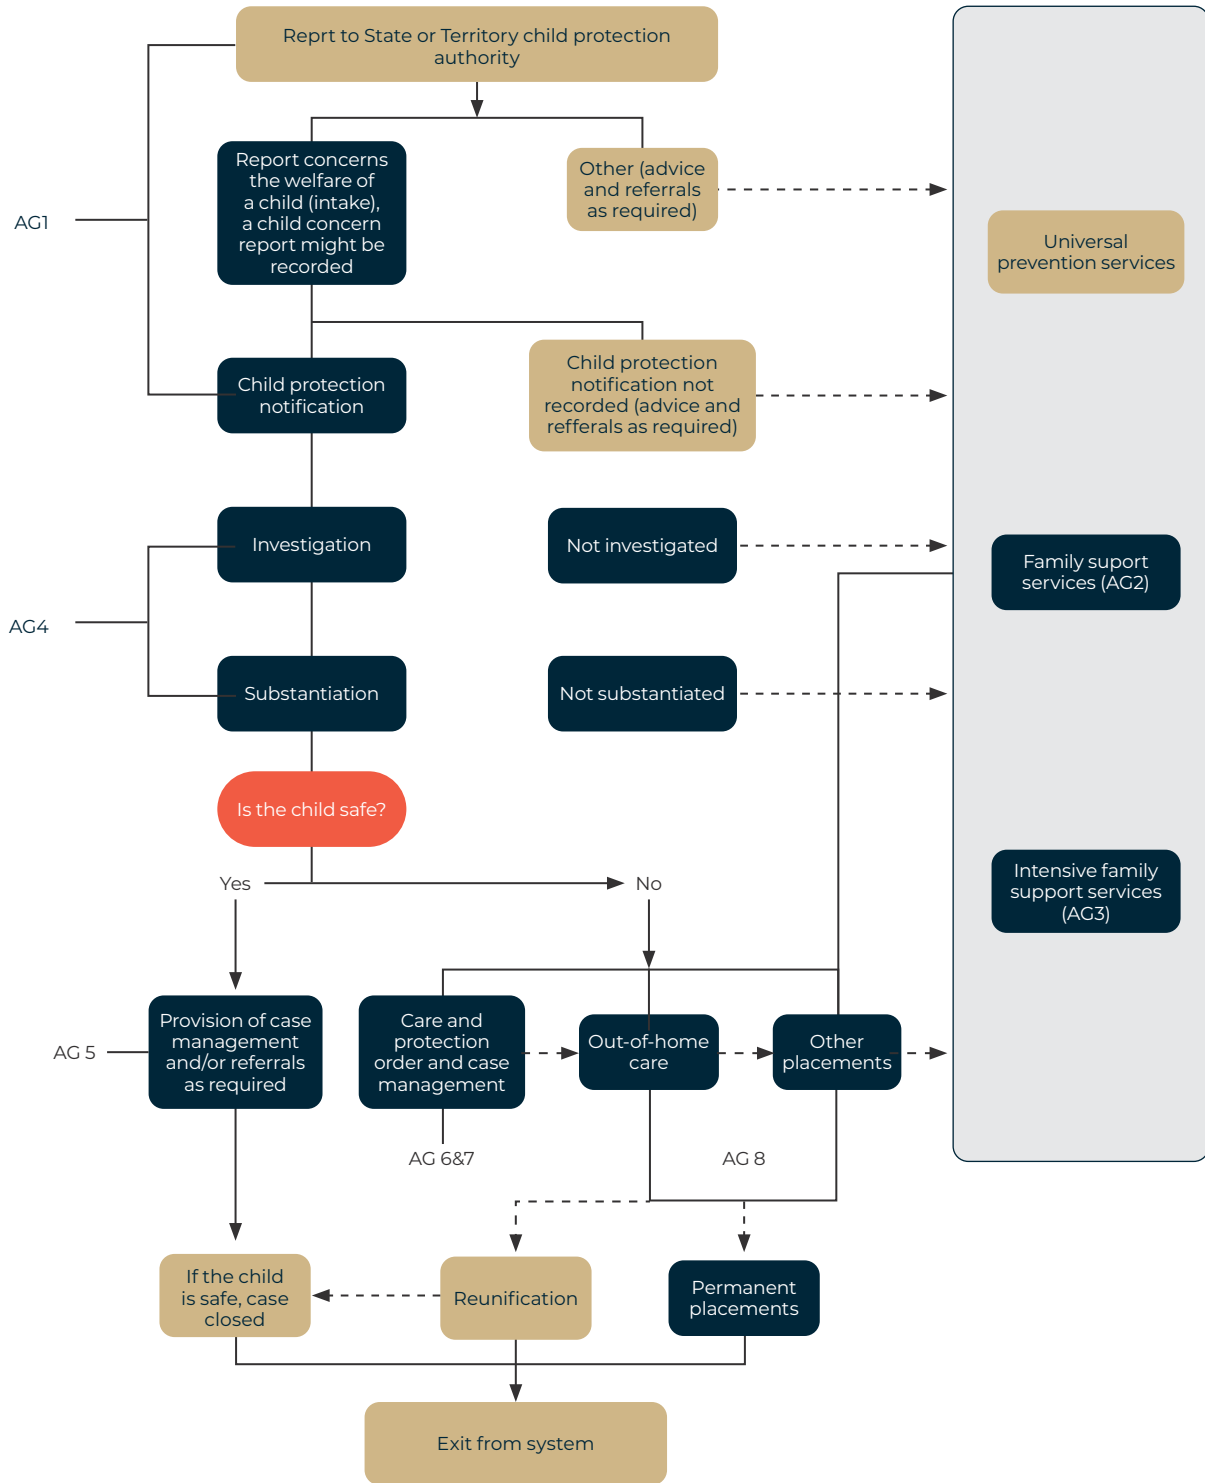 Reprt to State or Territory child protection
authority
Report concerns
the welfare of
a child (intake),
a child concern
report might be
recorded
Other (advice
and referrals
as required)
AG1
Universal
prevention services
Child protection
notification
Child protection
notification not
recorded (advice and
refferals as required)
Investigation
Not investigated
Family suport
services (AG2)
AG4
Substantiation
Not substantiated
Is the child safe?
Yes
No
Intensive family
support services
(AG3)
AG 5
Provision of case
management
and/or referrals
as required
Care and
protection
order and case
management
Out-of-home
care
Other
placements
AG 6&7
AG 8
If the child
is safe, case
closed
Reunification
Permanent
placements
Exit from system